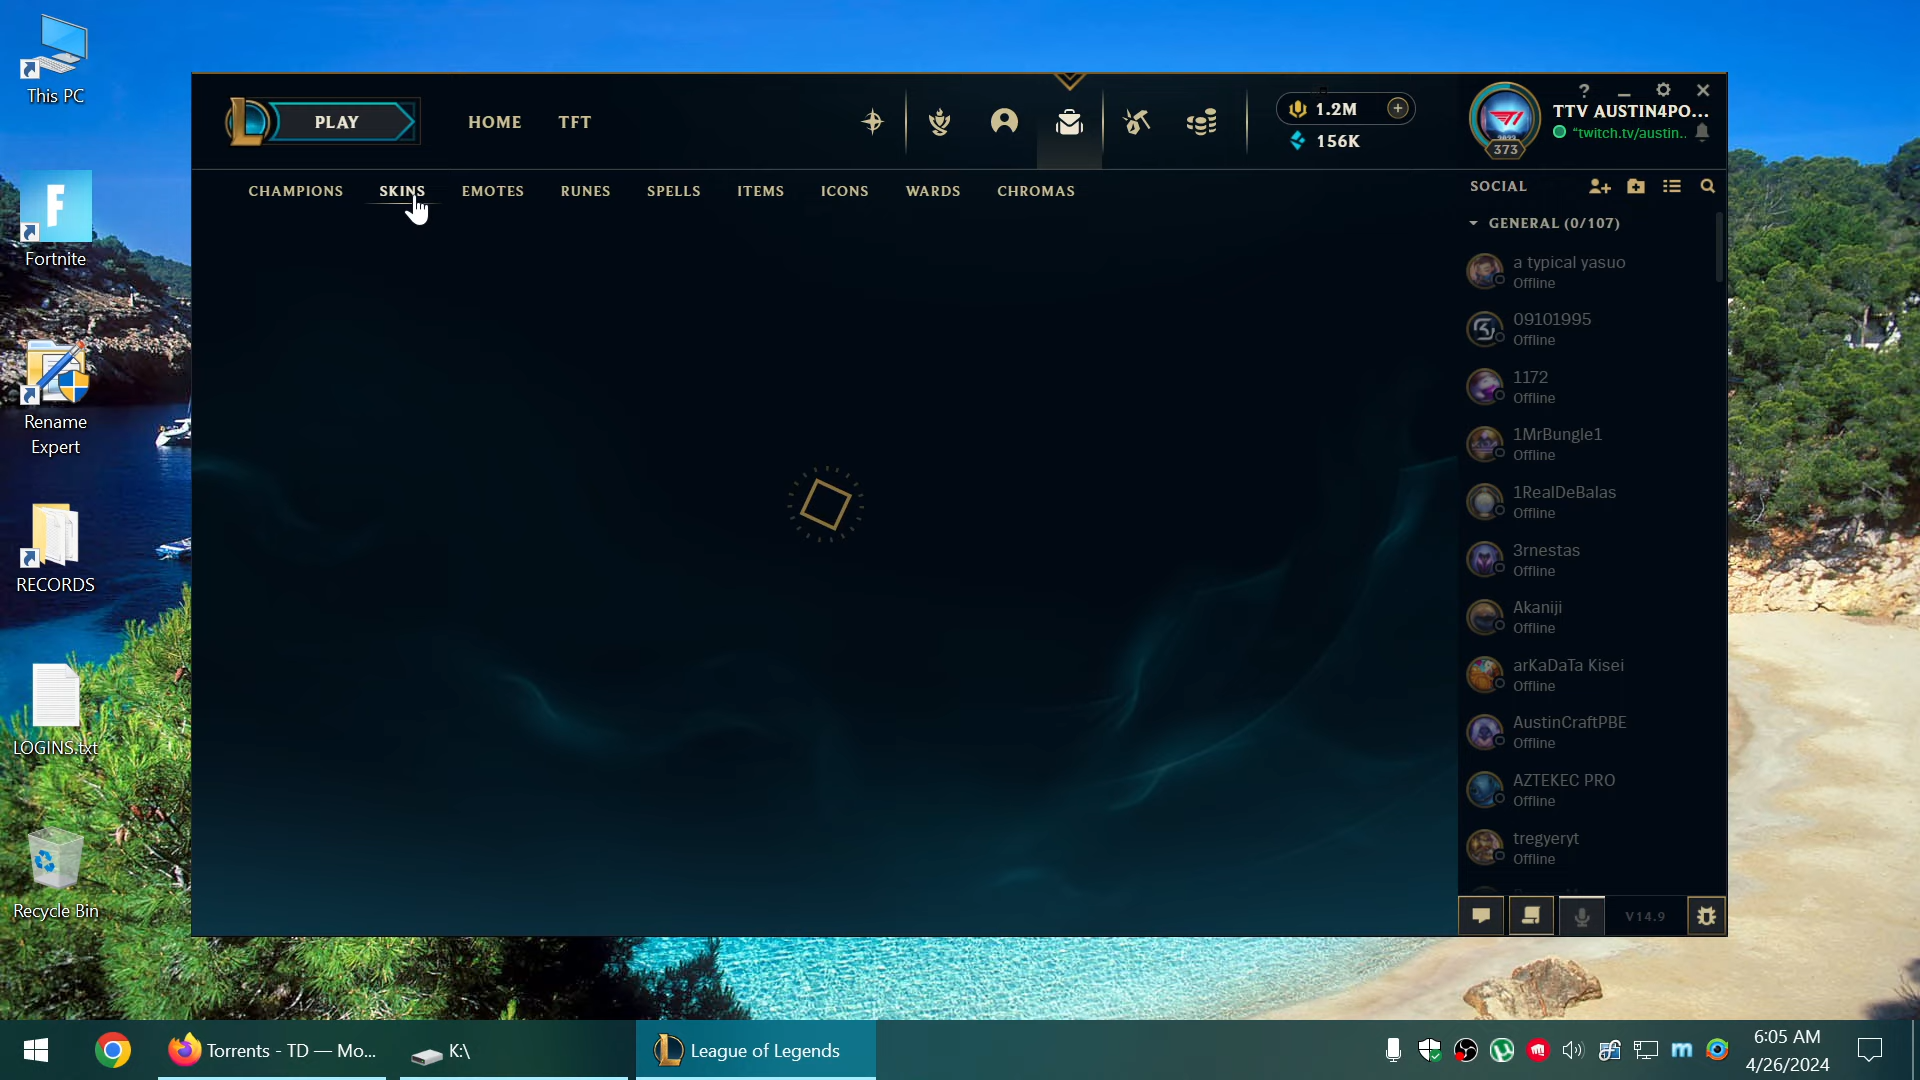 This PC
Fortnite
Rename
Expert
RECORDS
LOGINS.txt
Recycle Bin
PLAY
HOME
TFT
1.2M
156K
373
TTV AUSTIN4PO...
"twitch.tv/austin..
CHAMPIONS
SKINS
EMOTES
RUNES
SPELLS
ITEMS
ICONS
WARDS
CHROMAS
SOCIAL
GENERAL (0/107)
a typical yasuo
Offline
09101995
Offline
1172
Offline
1MrBungle1
Offline
1RealDeBalas
Offline
3rnestas
Offline
Akaniji
Offline
arKaDaTa Kisei
Offline
AustinCraftPBE
Offline
AZTEKEC PRO
Offline
tregyeryt
Offline
V14.9
Torrents - TD — Mo...
K:\
League of Legends
6:05 AM
4/26/2024